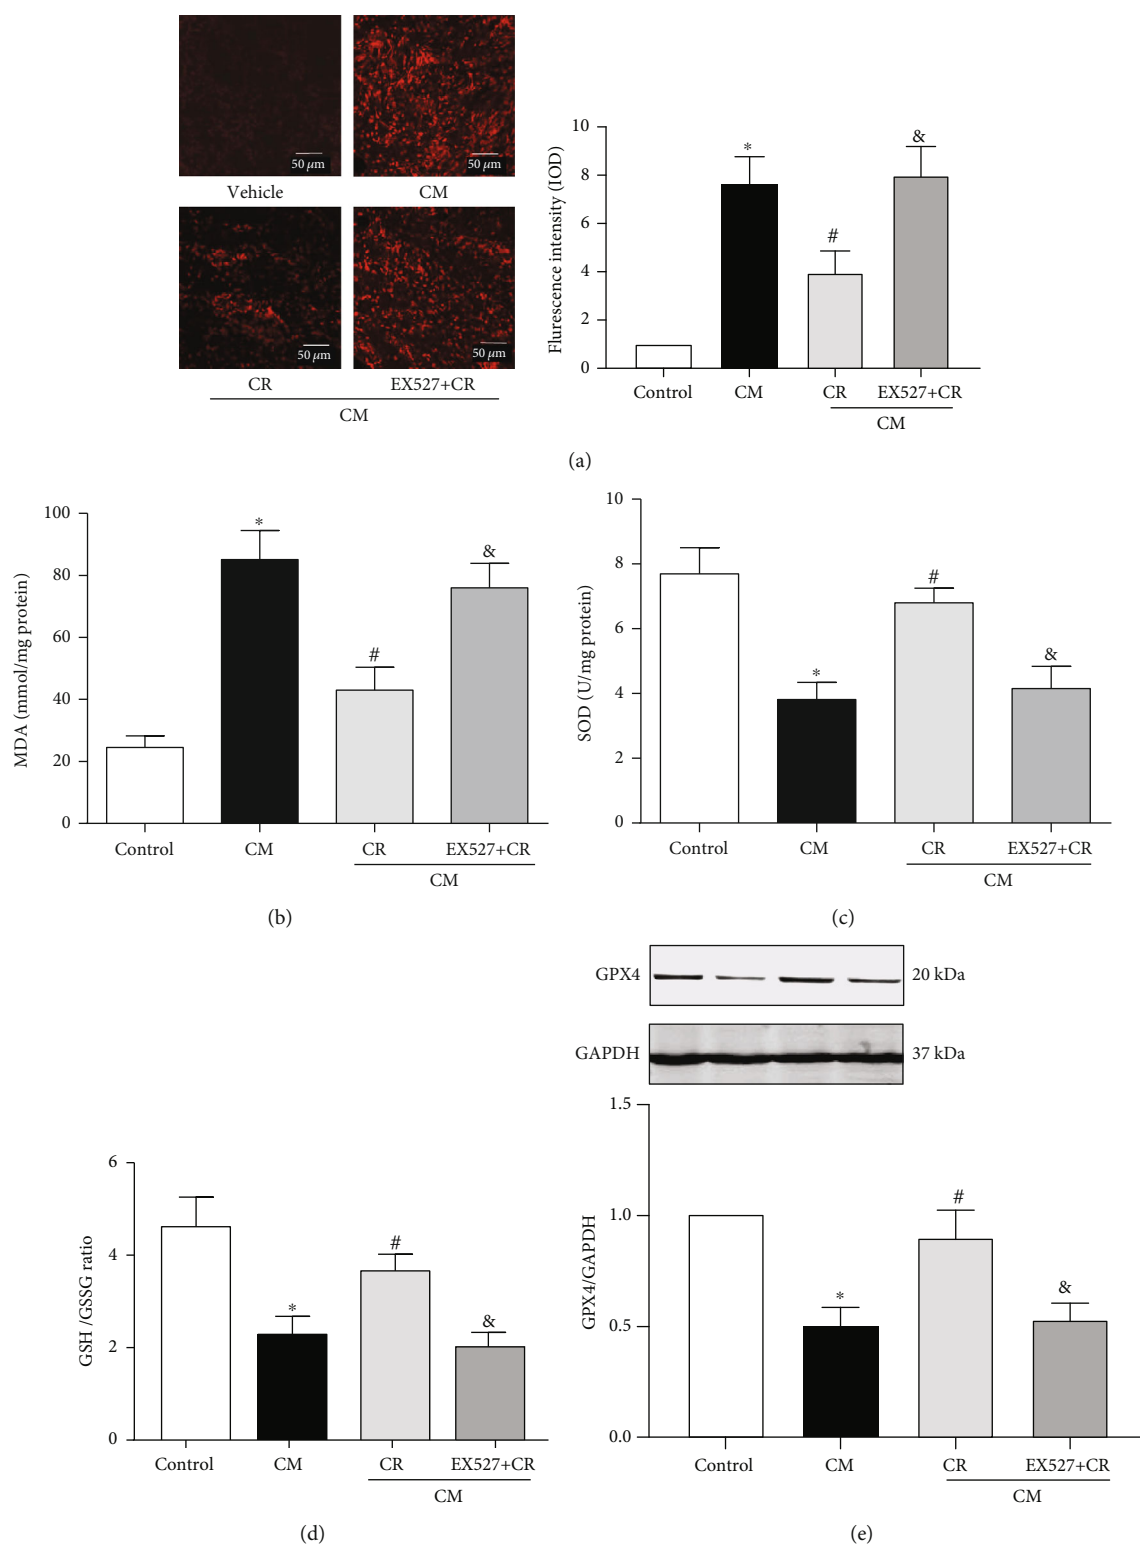 50 μm
50 μm
Vehicle
CM
50 μm
50 μm
CR
EX527+CR
CM
Flurescence intensity (IOD)
10
8
6
4
2
0
*
#
&
Control
CM
CR
EX527+CR
CM
(a)
MDA (mmol/mg protein)
100
80
60
40
20
0
*
#
&
Control
CM
CR
EX527+CR
CM
(b)
SOD (U/mg protein)
10
8
6
4
2
0
*
#
&
Control
CM
CR
EX527+CR
CM
(c)
GSH /GSSG ratio
6
4
2
0
*
#
&
Control
CM
CR
EX527+CR
CM
(d)
GPX4
20 kDa
GAPDH
37 kDa
GPX4/GAPDH
1.5
1.0
0.5
0.0
*
#
&
Control
CM
CR
EX527+CR
CM
(e)